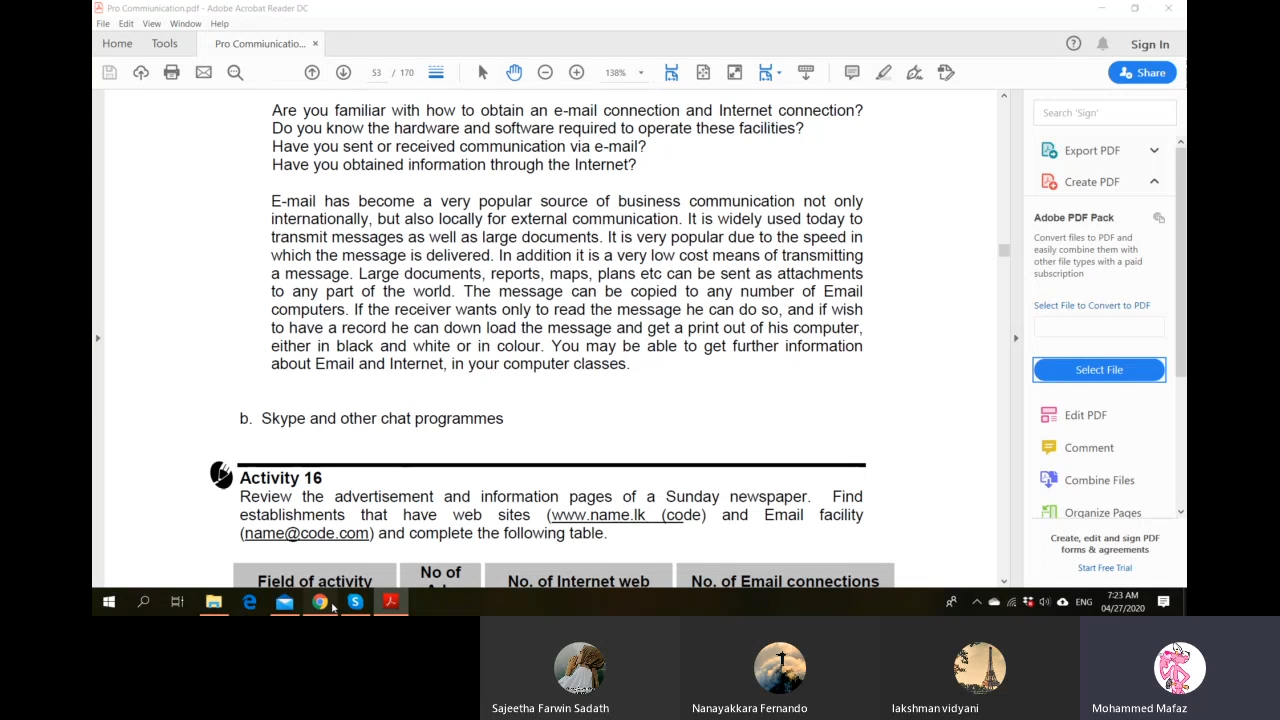 Pro Commiunication.pdf - Adobe Acrobat Reader DC
File Edit View Window Help
Home Tools Pro Commiunicatio... ×
Sign In
53 / 170 138% Share
Are you familiar with how to obtain an e-mail connection and Internet connection?
Do you know the hardware and software required to operate these facilities?
Have you sent or received communication via e-mail?
Have you obtained information through the Internet?
E-mail has become a very popular source of business communication not only
internationally, but also locally for external communication. It is widely used today to
transmit messages as well as large documents. It is very popular due to the speed in
which the message is delivered. In addition it is a very low cost means of transmitting
a message. Large documents, reports, maps, plans etc can be sent as attachments
to any part of the world. The message can be copied to any number of Email
computers. If the receiver wants only to read the message he can do so, and if wish
to have a record he can down load the message and get a print out of his computer,
either in black and white or in colour. You may be able to get further information
about Email and Internet, in your computer classes.
b. Skype and other chat programmes
Activity 16
Review the advertisement and information pages of a Sunday newspaper. Find
establishments that have web sites (www.name.lk (code) and Email facility
(name@code.com) and complete the following table.
Field of activity No of No. of Internet web No. of Email connections
Search 'Sign'
Export PDF
Create PDF
Adobe PDF Pack
Convert files to PDF and
easily combine them with
other file types with a paid
subscription
Select File to Convert to PDF
Select File
Edit PDF
Comment
Combine Files
Organize Pages
Create, edit and sign PDF
forms & agreements
Start Free Trial
ENG
7:23 AM
04/27/2020
Sajeetha Farwin Sadath
Nanayakkara Fernando
lakshman vidyani
Mohammed Mafaz